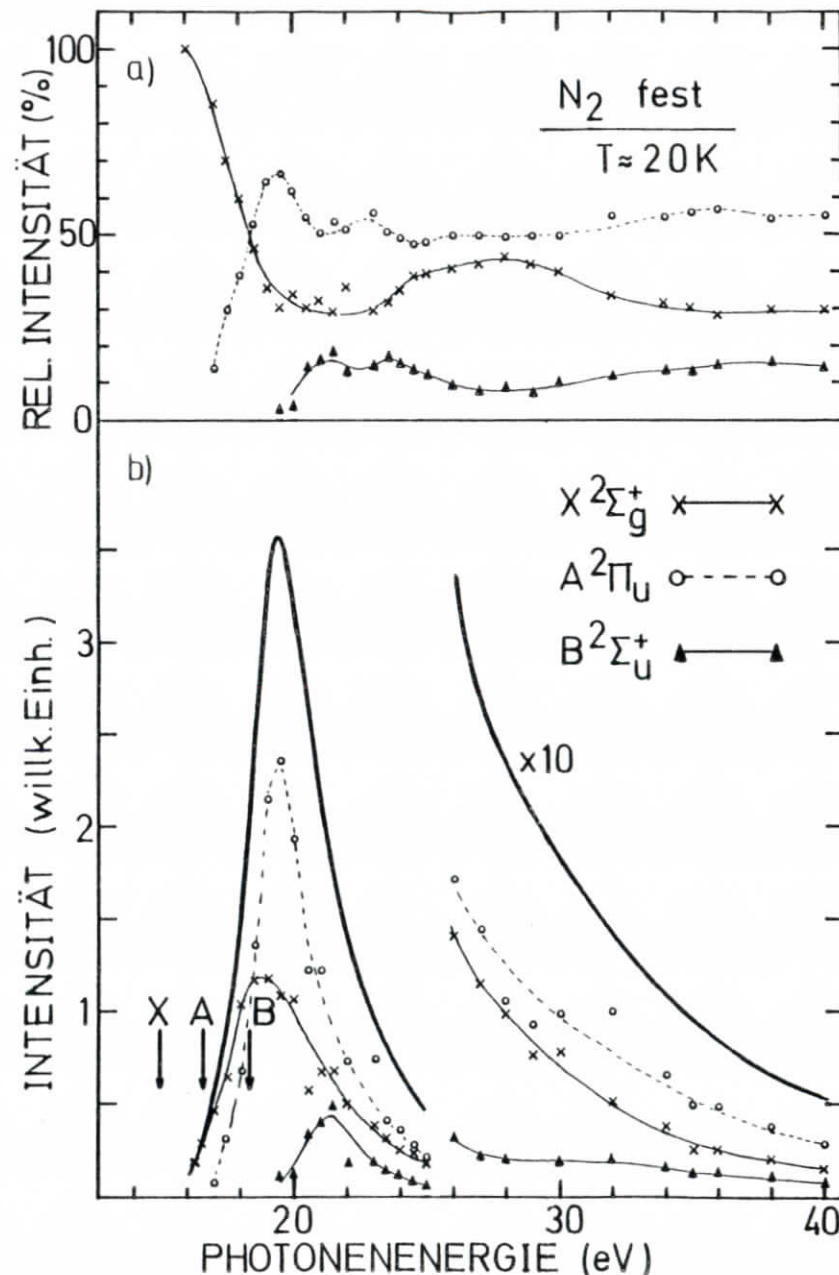 a)
N₂ fest
T≈20K
REL. INTENSITÄT (%)
100
50
0
b)
X ²Σg⁺ ×——×
A ²Πu o----o
B ²Σu⁺ ▲——▲
×10
INTENSITÄT (willk.Einh.)
3
2
1
X A B
20 30 40
PHOTONENENERGIE (eV)